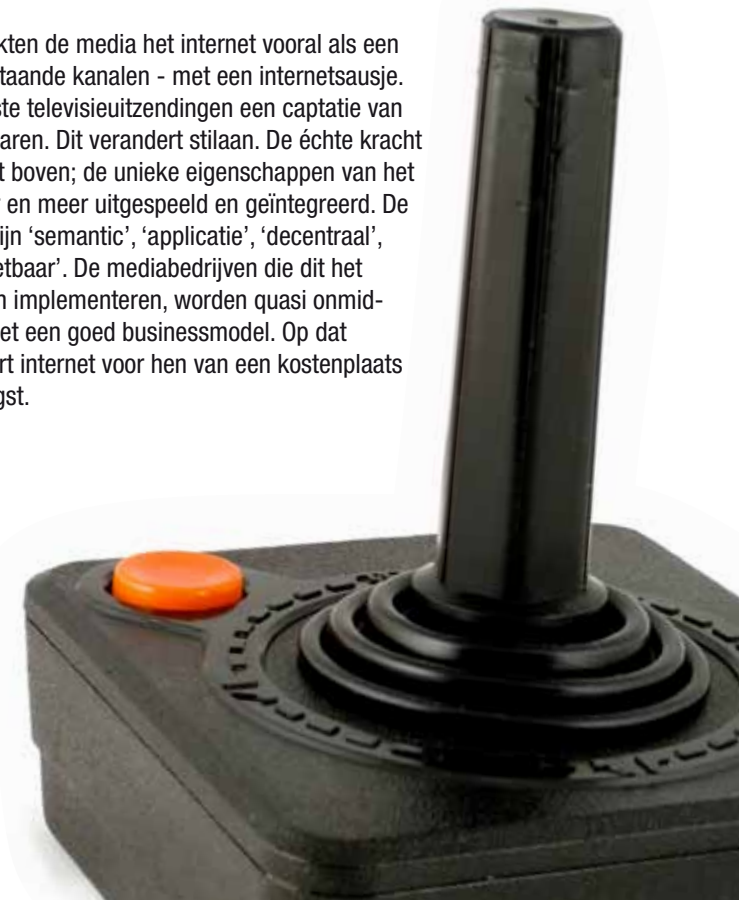 kten de media het internet vooral als een
taande kanalen - met een internetsausje.
ste televisieuitzendingen een captatie van
aren. Dit verandert stilaan. De échte kracht
t boven; de unieke eigenschappen van het
en meer uitgespeeld en geïntegreerd. De
ijn ‘semantic’, ‘applicatie’, ‘decentraal’,
etbaar’. De mediabedrijven die dit het
n implementeren, worden quasi onmid-
et een goed businessmodel. Op dat
rt internet voor hen van een kostenplaats
gst.